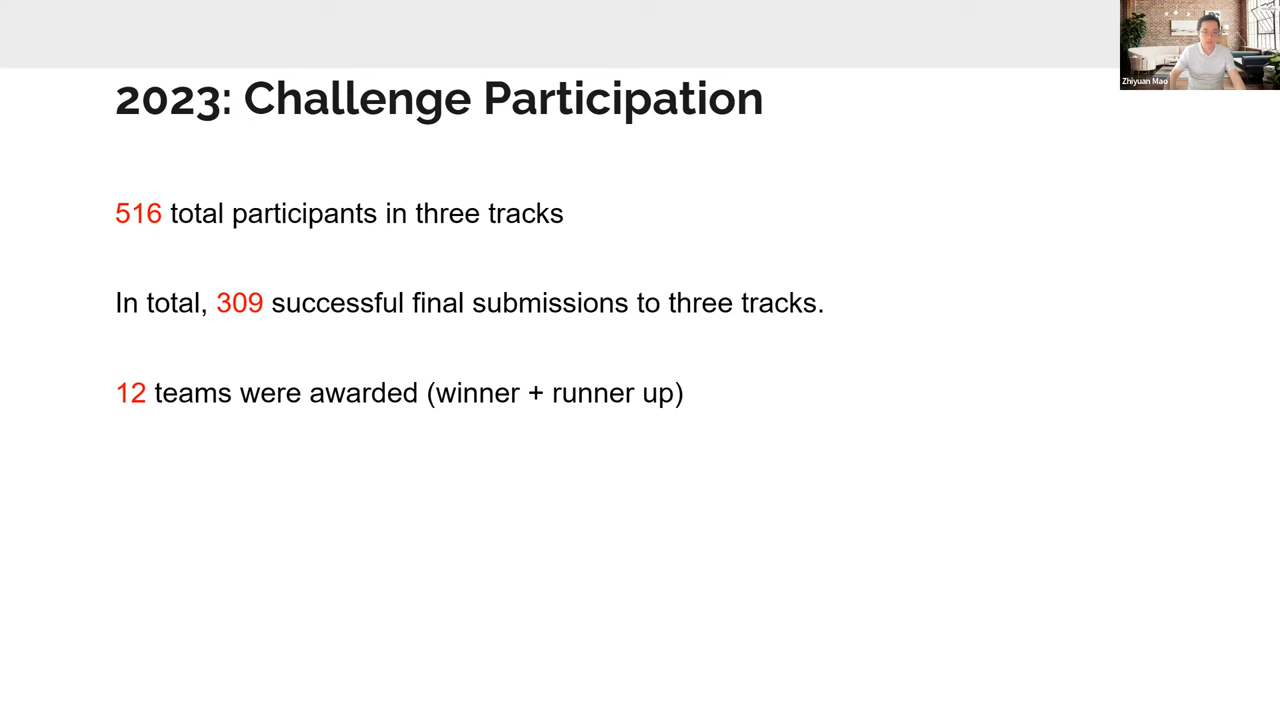 Zhiyuan Mao
2023: Challenge Participation
516 total participants in three tracks
In total, 309 successful final submissions to three tracks.
12 teams were awarded (winner + runner up)